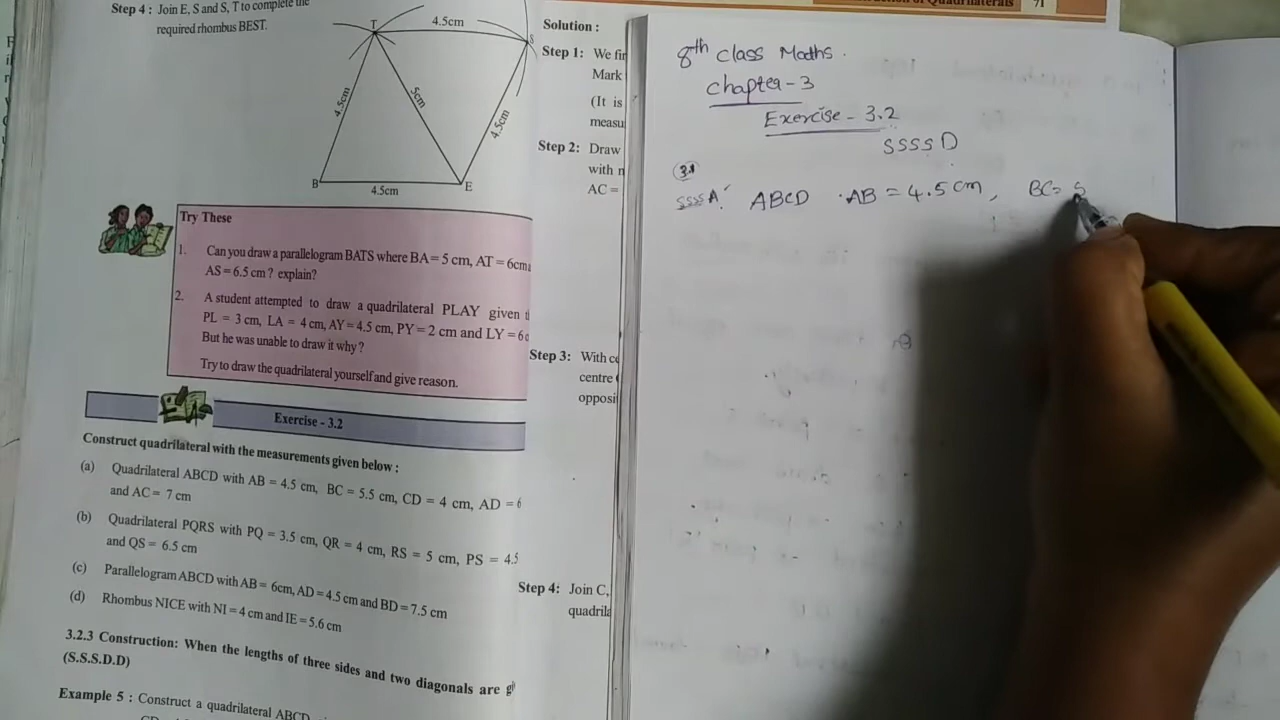 Step 4 : Join E, S and S, T to complete the
required rhombus BEST.
T
4.5cm
S
4.5cm
5cm
4.5cm
B
4.5cm
E
Try These
1. Can you draw a parallelogram BATS where BA = 5 cm, AT = 6cm
AS = 6.5 cm ? explain?
2. A student attempted to draw a quadrilateral PLAY given
PL = 3 cm, LA = 4 cm, AY = 4.5 cm, PY = 2 cm and LY = 6
But he was unable to draw it why ?
Try to draw the quadrilateral yourself and give reason.
Exercise - 3.2
Construct quadrilateral with the measurements given below :
(a) Quadrilateral ABCD with AB = 4.5 cm, BC = 5.5 cm, CD = 4 cm, AD = 6
and AC = 7 cm
(b) Quadrilateral PQRS with PQ = 3.5 cm, QR = 4 cm, RS = 5 cm, PS = 4.5
and QS = 6.5 cm
(c) Parallelogram ABCD with AB = 6cm, AD = 4.5 cm and BD = 7.5 cm
(d) Rhombus NICE with NI = 4 cm and IE = 5.6 cm
3.2.3 Construction: When the lengths of three sides and two diagonals are
(S.S.S.D.D)
Example 5 : Construct a quadrilateral ABCD
Solution :
Step 1: We
Mark
(It is
Step 2: Draw
with
AC =
Step 3: With
centre
Step 4: Join C,
Quadrilaterals 71
8th class Maths.
Chapter-3
Exercise - 3.2
SSSS D
3.1
SSSS A. ABCD . AB = 4.5 cm, BC= 5